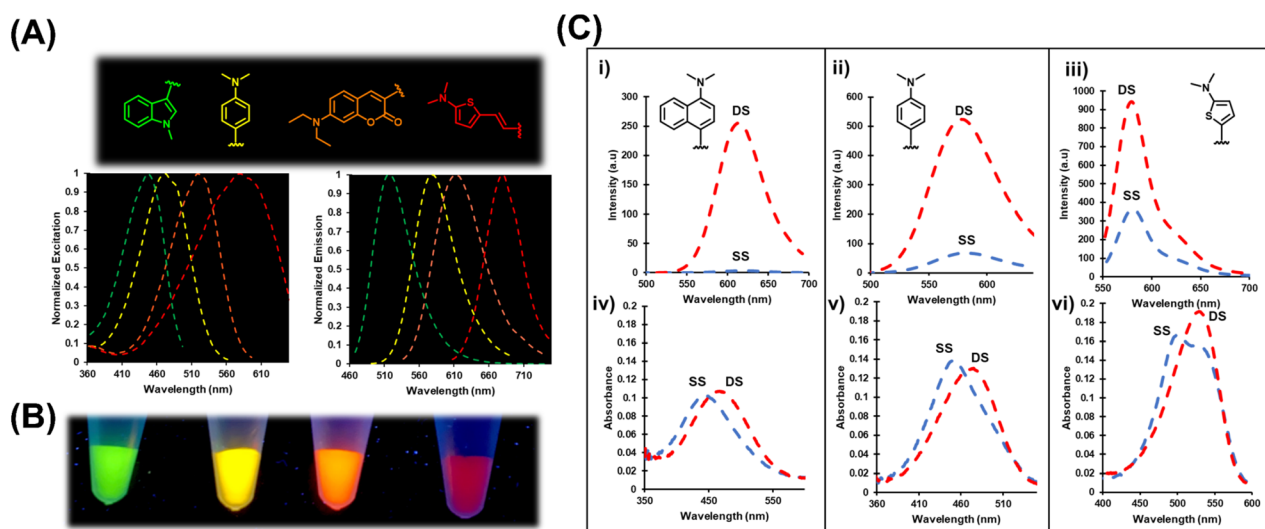 (A)
N
N
N
O
O
N
S
1
0.9
0.8
0.7
0.6
0.5
0.4
0.3
0.2
0.1
0
Normalized Excitation
360 410 460 510 560 610
Wavelength (nm)
1
0.9
0.8
0.7
0.6
0.5
0.4
0.3
0.2
0.1
0
Normalized Emission
460 510 560 610 660 710
Wavelength (nm)
(B)
(C)
i)
N
300
250
200
150
100
50
0
Intensity (a.u)
DS
SS
500 550 600 650 700
Wavelength (nm)
ii)
N
600
500
400
300
200
100
0
Intensity (a.u)
DS
SS
500 550 600
Wavelength (nm)
iii)
N
S
1000
900
800
700
600
500
400
300
200
100
0
Intensity (a.u)
DS
SS
550 600 650 700
Wavelength (nm)
iv)
0.2
0.18
0.16
0.14
0.12
0.1
0.08
0.06
0.04
0.02
0
Absorbance
SS DS
350 450 550
Wavelength (nm)
v)
0.2
0.18
0.16
0.14
0.12
0.1
0.08
0.06
0.04
0.02
0
Absorbance
SS
DS
360 460 560
Wavelength (nm)
vi)
0.2
0.18
0.16
0.14
0.12
0.1
0.08
0.06
0.04
0.02
0
Absorbance
SS
DS
400 450 500 550 600
Wavelength (nm)